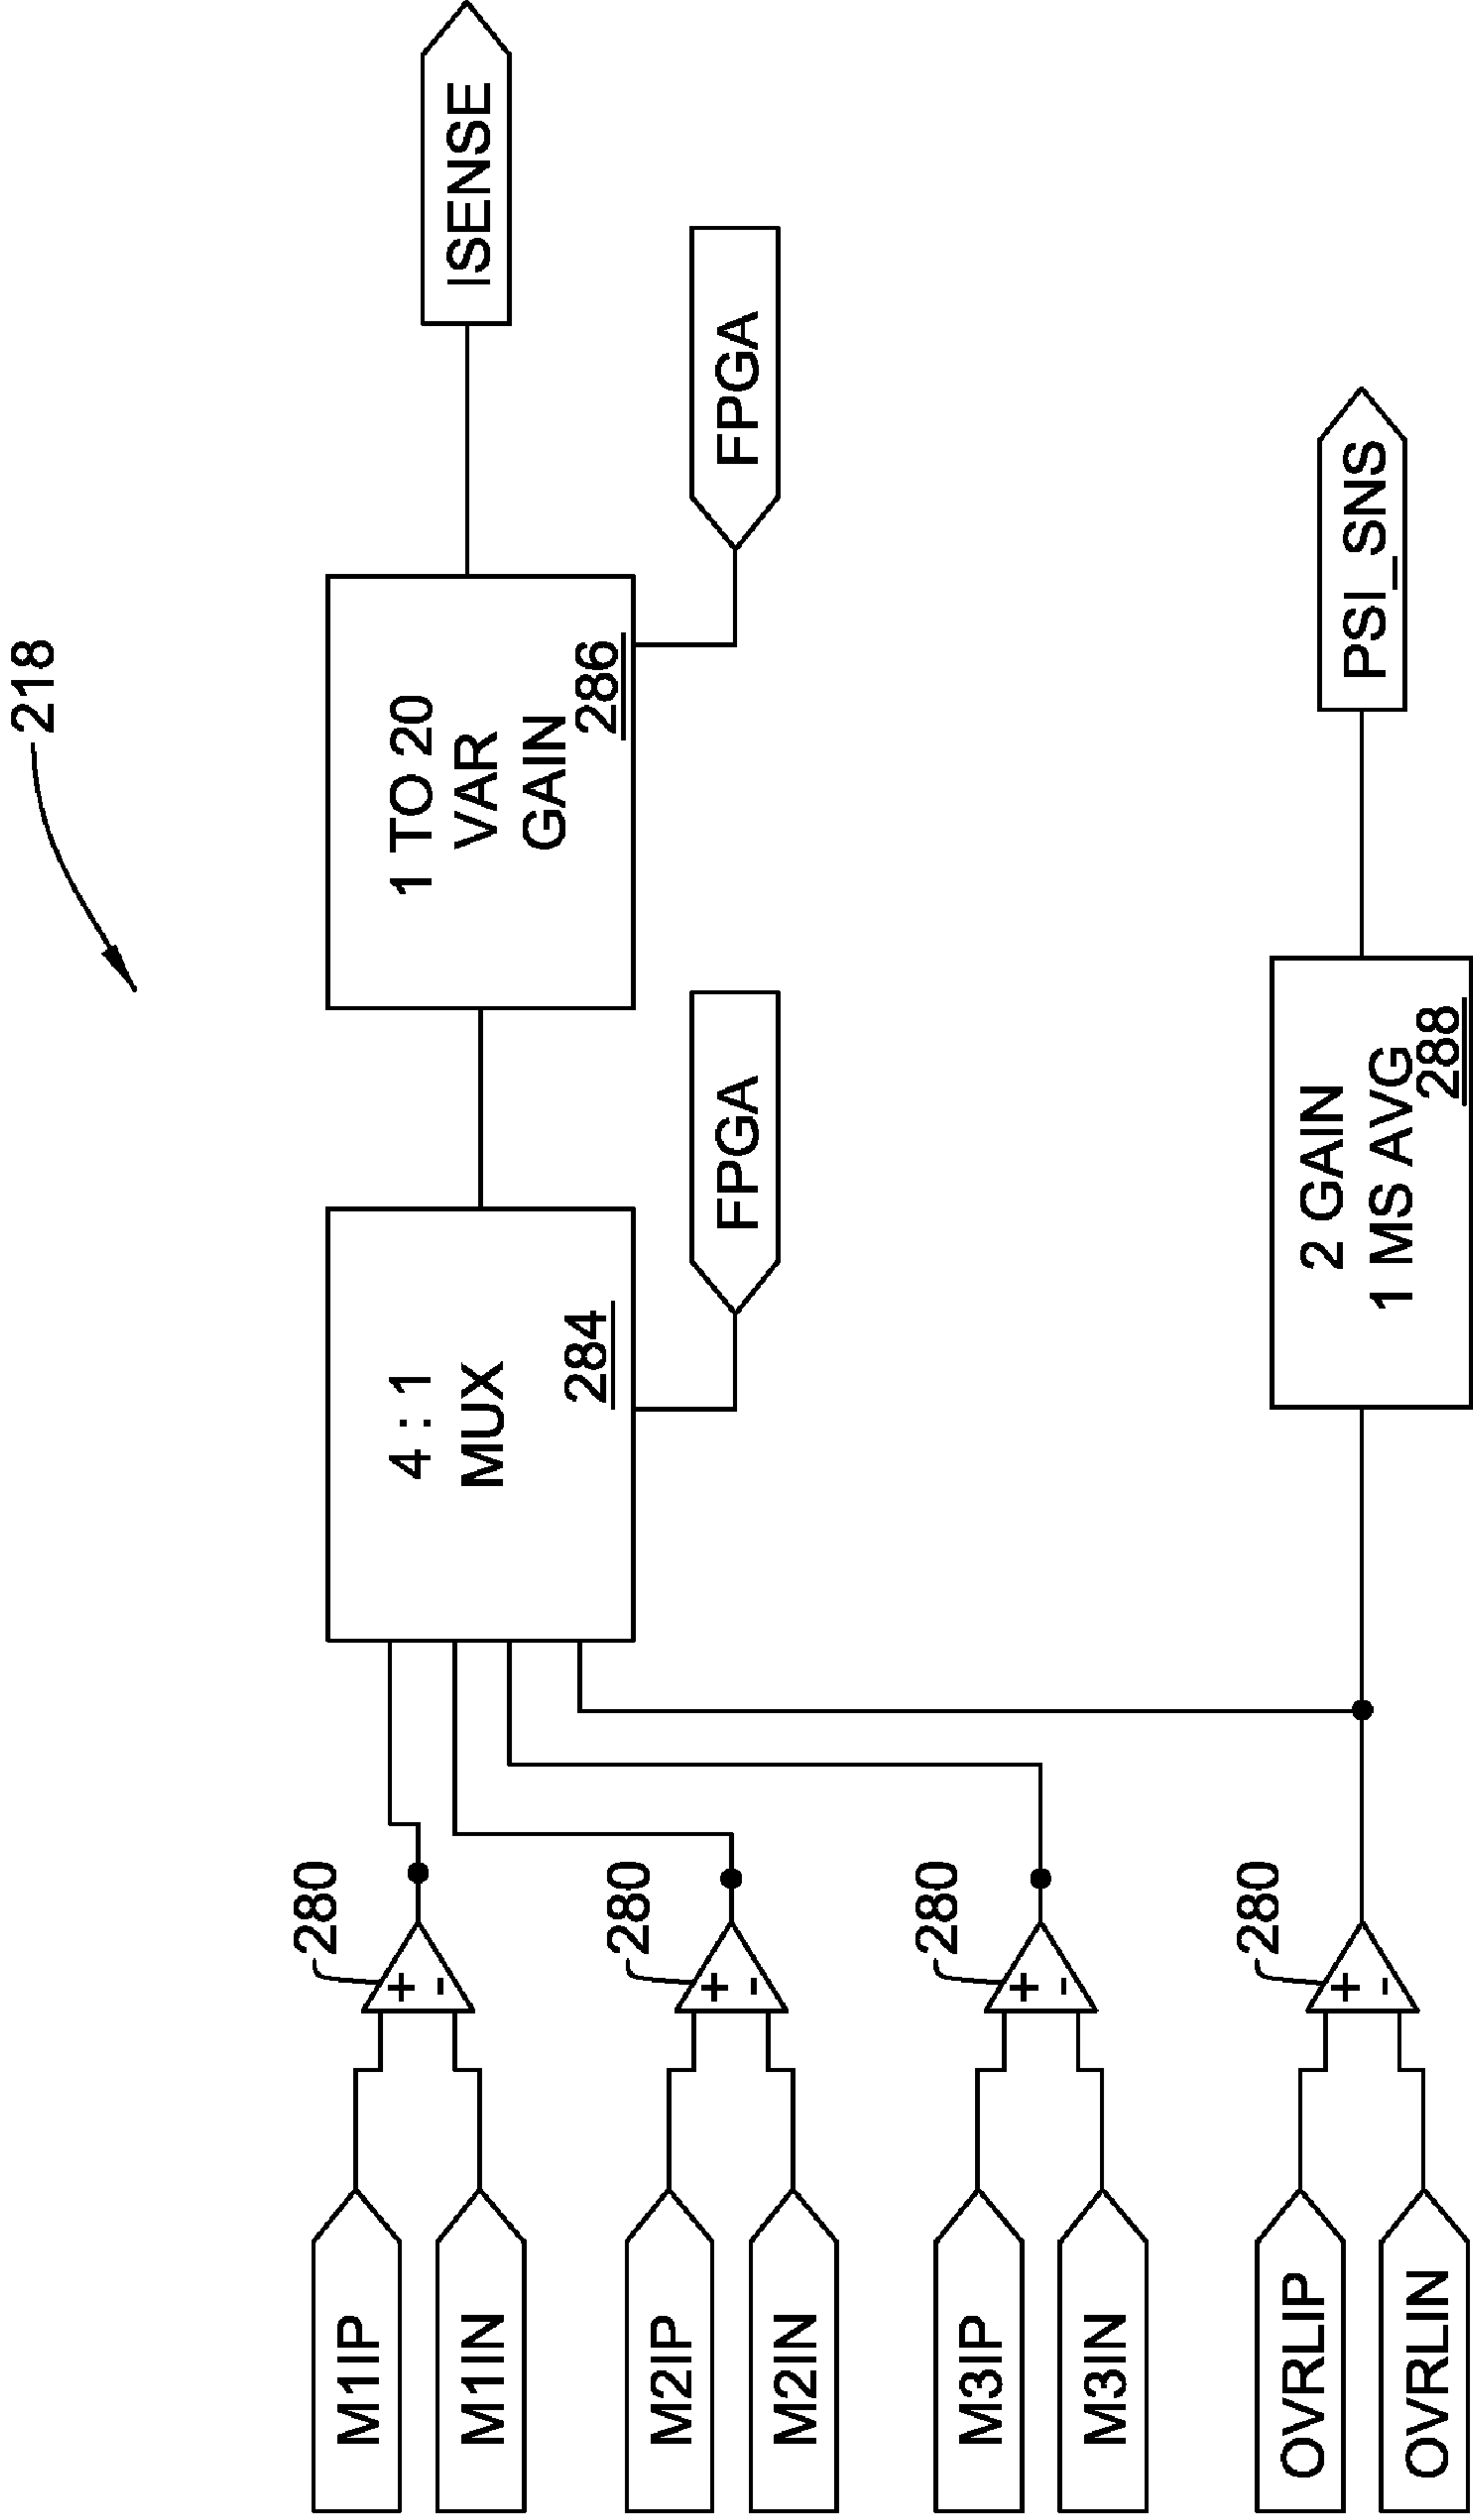 218
M1IP
M1IN
280
M2IP
M2IN
280
M3IP
M3IN
280
OVRLIP
OVRLIN
280
+
-
+
-
+
-
+
-
4 : 1
MUX
284
FPGA
1 TO 20
VAR
GAIN
286
FPGA
ISENSE
2 GAIN
1 MS AVG
288
PSI_SNS